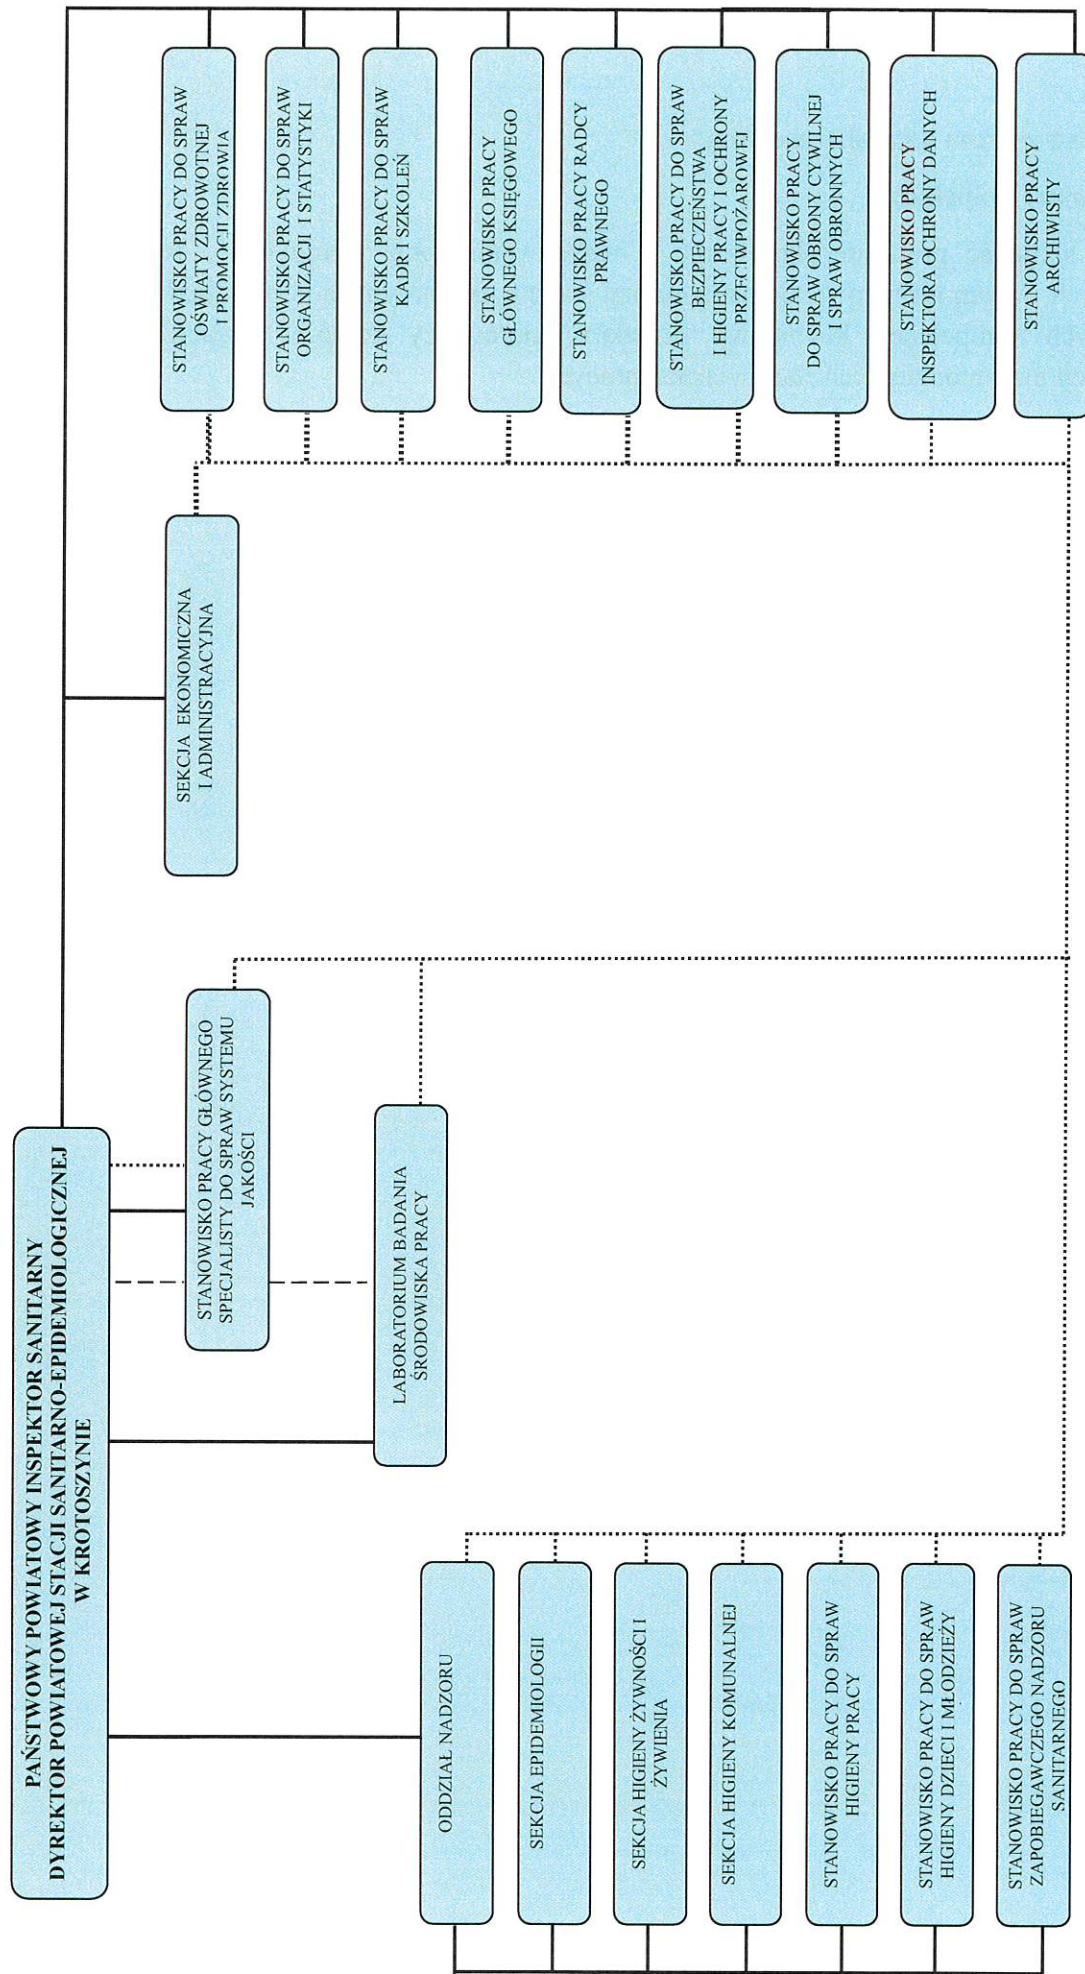 PAŃSTWOWY POWIATOWY INSPEKTOR SANITARNY
DYREKTOR POWIATOWEJ STACJI SANITARNO-EPIDEMIOLOGICZNEJ
W KROTOSZYNIE
ODDZIAŁ NADZORU
SEKCJA EPIDEMIOLOGII
SEKCJA HIGIENY ŻYWNOŚCI I
ŻYWIENIA
SEKCJA HIGIENY KOMUNALNEJ
STANOWISKO PRACY DO SPRAW
HIGIENY PRACY
STANOWISKO PRACY DO SPRAW
HIGIENY DZIECI I MŁODZIEŻY
STANOWISKO PRACY DO SPRAW
ZAPOBIEGAWCZEGO NADZORU
SANITARNEGO
LABORATORIUM BADANIA
ŚRODOWISKA PRACY
STANOWISKO PRACY GŁÓWNEGO
SPECJALISTY DO SPRAW SYSTEMU
JAKOŚCI
SEKCJA EKONOMICZNA
I ADMINISTRACYJNA
STANOWISKO PRACY DO SPRAW
OŚWIATY ZDROWOTNEJ
I PROMOCJI ZDROWIA
STANOWISKO PRACY DO SPRAW
ORGANIZACJI I STATYSTYKI
STANOWISKO PRACY DO SPRAW
KADR I SZKOLEŃ
STANOWISKO PRACY
GŁÓWNEGO KSIĘGOWEGO
STANOWISKO PRACY RADCY
PRAWNEGO
STANOWISKO PRACY DO SPRAW
BEZPIECZEŃSTWA
I HIGIENY PRACY I OCHRONY
PRZECIWPOŻAROWEJ
STANOWISKO PRACY
DO SPRAW OBRONY CYWILNEJ
I SPRAW OBRONNYCH
STANOWISKO PRACY
INSPEKTORA OCHRONY DANYCH
STANOWISKO PRACY
ARCHIWISTY